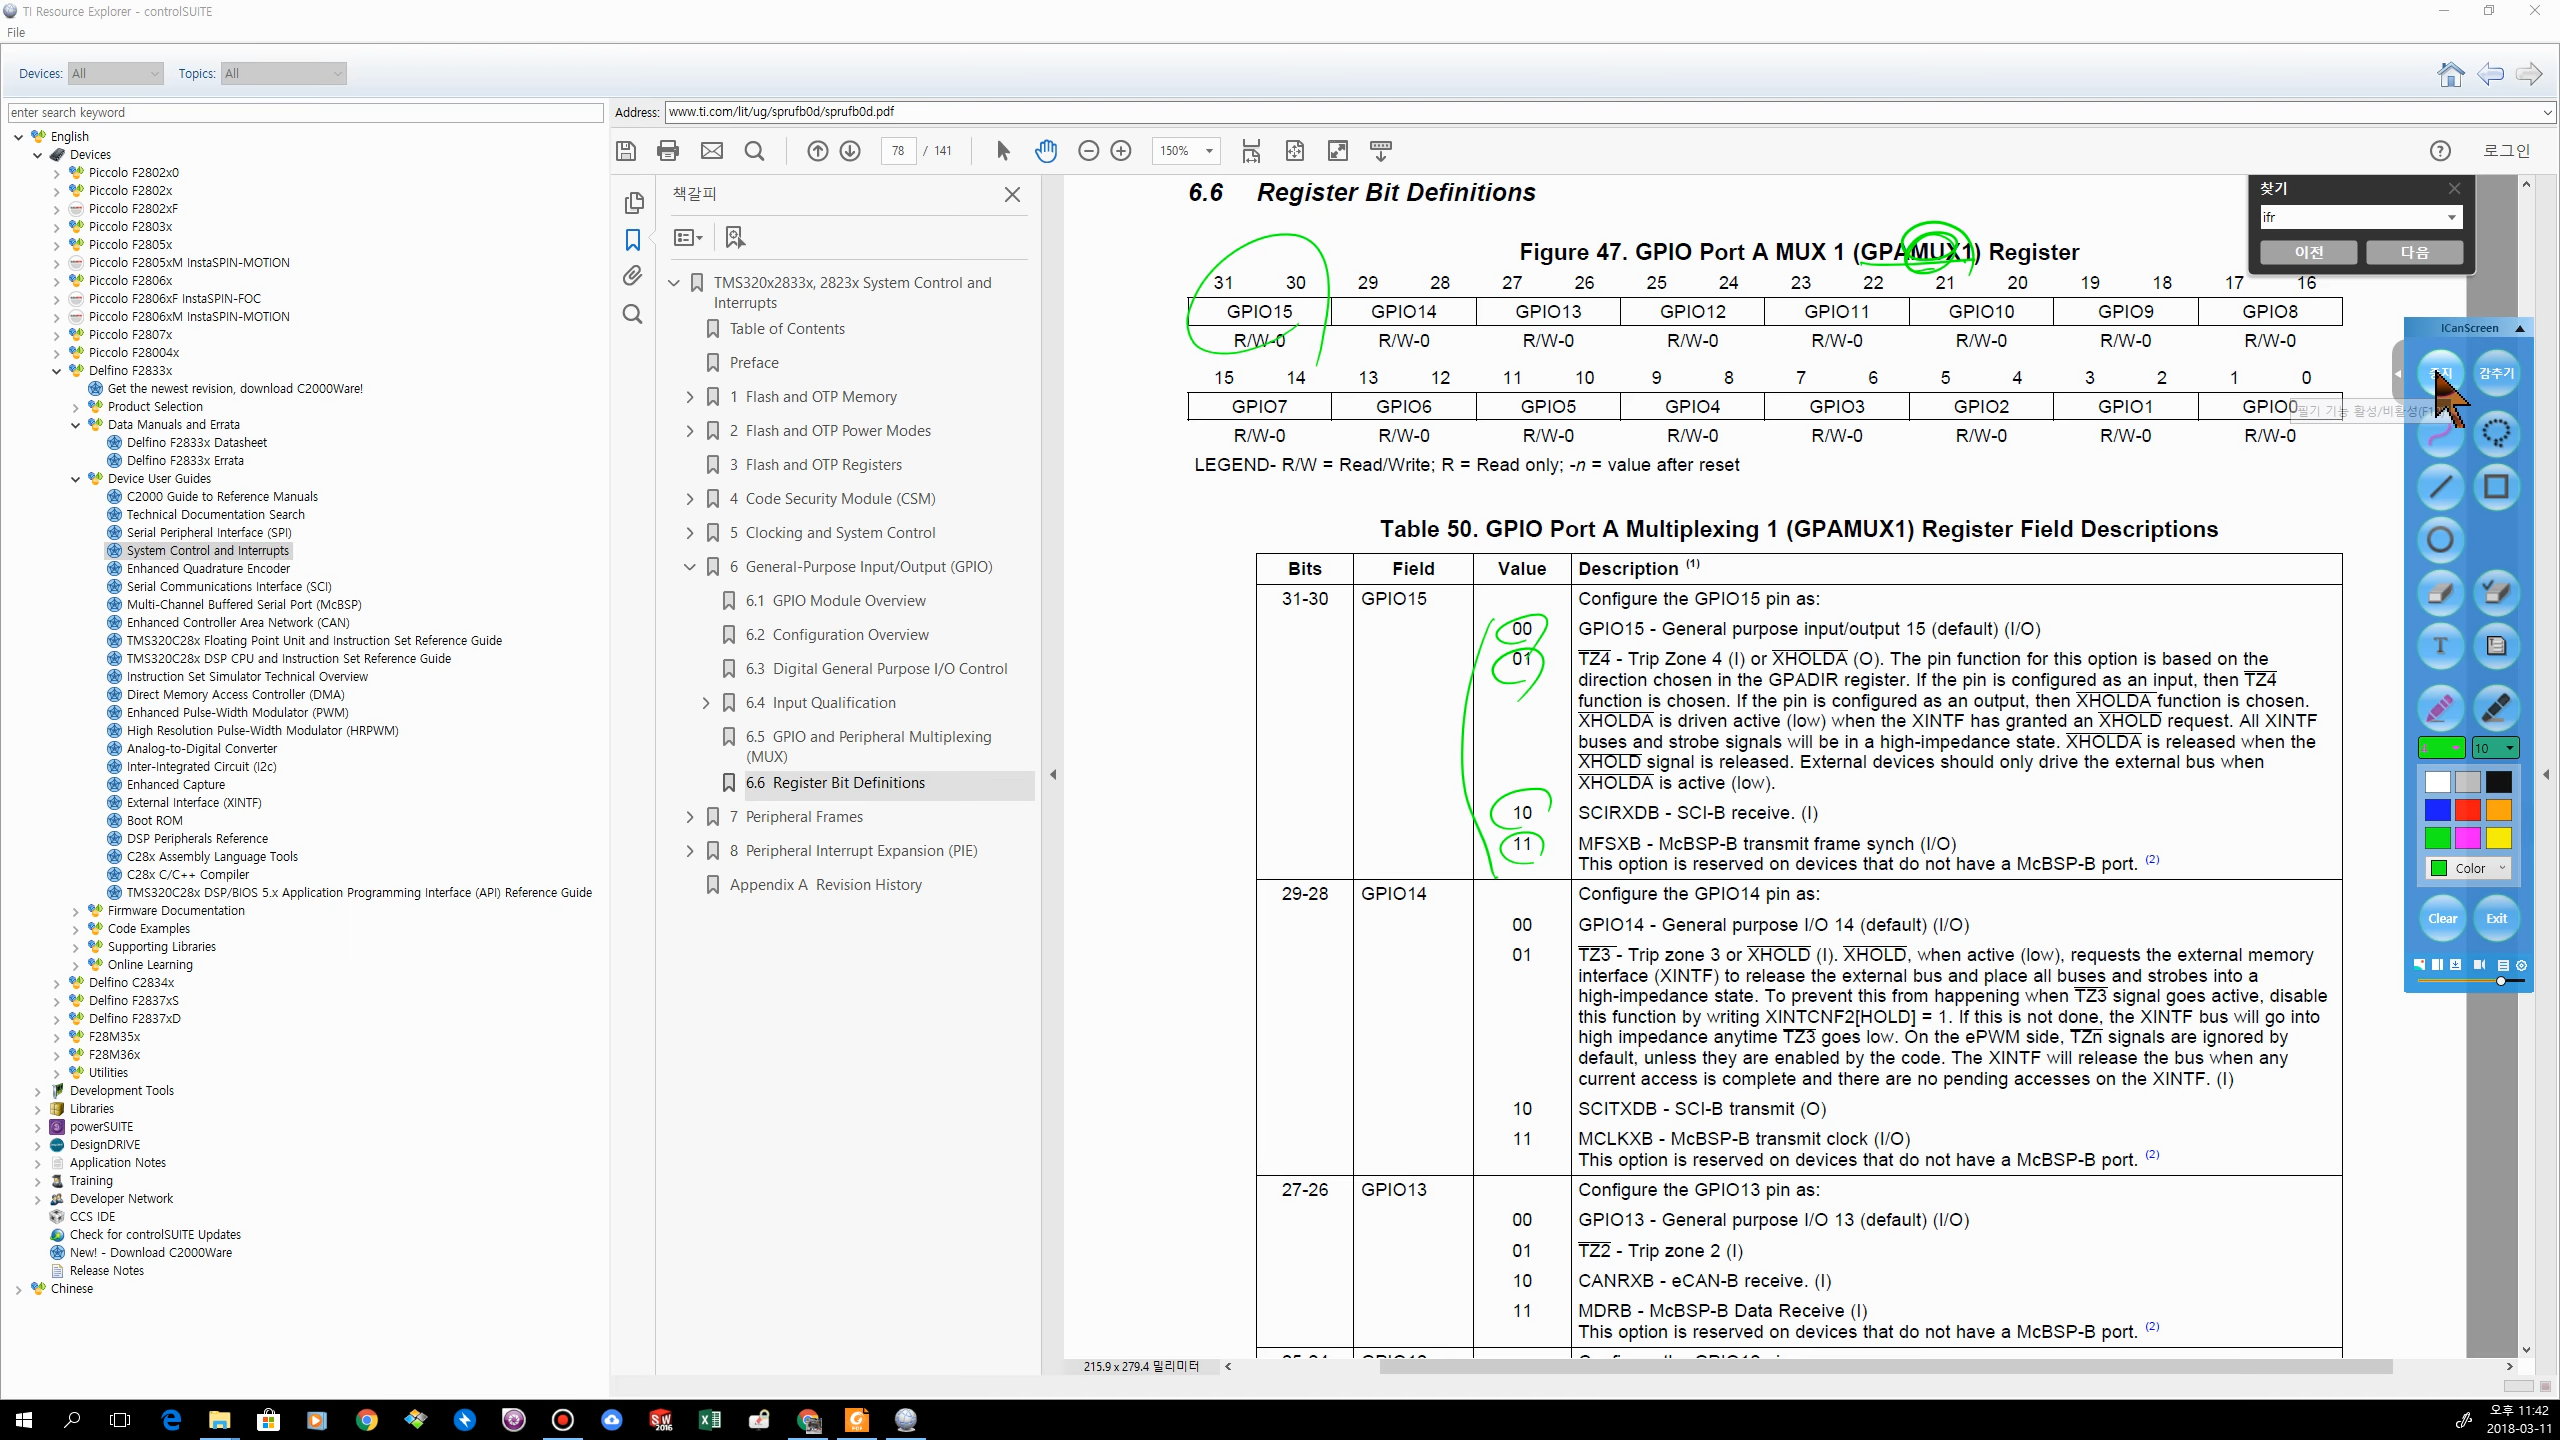 TI Resource Explorer - controlSUITE
File
Devices: All Topics: All
enter search keyword
English
Devices
Piccolo F2802x0
Piccolo F2802x
Piccolo F2802xF
Piccolo F2803x
Piccolo F2805x
Piccolo F2805xM InstaSPIN-MOTION
Piccolo F2806x
Piccolo F2806xF InstaSPIN-FOC
Piccolo F2806xM InstaSPIN-MOTION
Piccolo F2807x
Piccolo F28004x
Delfino F2833x
Get the newest revision, download C2000Ware!
Product Selection
Data Manuals and Errata
Delfino F2833x Datasheet
Delfino F2833x Errata
Device User Guides
C2000 Guide to Reference Manuals
Technical Documentation Search
Serial Peripheral Interface (SPI)
System Control and Interrupts
Enhanced Quadrature Encoder
Serial Communications Interface (SCI)
Multi-Channel Buffered Serial Port (McBSP)
Enhanced Controller Area Network (CAN)
TMS320C28x Floating Point Unit and Instruction Set Reference Guide
TMS320C28x DSP CPU and Instruction Set Reference Guide
Instruction Set Simulator Technical Overview
Direct Memory Access Controller (DMA)
Enhanced Pulse-Width Modulator (PWM)
High Resolution Pulse-Width Modulator (HRPWM)
Analog-to-Digital Converter
Inter-Integrated Circuit (I2c)
Enhanced Capture
External Interface (XINTF)
Boot ROM
DSP Peripherals Reference
C28x Assembly Language Tools
C28x C/C++ Compiler
TMS320C28x DSP/BIOS 5.x Application Programming Interface (API) Reference Guide
Firmware Documentation
Code Examples
Supporting Libraries
Online Learning
Delfino C2834x
Delfino F2837xS
Delfino F2837xD
F28M35x
F28M36x
Utilities
Development Tools
Libraries
powerSUITE
DesignDRIVE
Application Notes
Training
Developer Network
CCS IDE
Check for controlSUITE Updates
New! - Download C2000Ware
Release Notes
Chinese
Address: www.ti.com/lit/ug/sprufb0d/sprufb0d.pdf
78 / 141 150% 로그인
책갈피
TMS320x2833x, 2823x System Control and
Interrupts
Table of Contents
Preface
1 Flash and OTP Memory
2 Flash and OTP Power Modes
3 Flash and OTP Registers
4 Code Security Module (CSM)
5 Clocking and System Control
6 General-Purpose Input/Output (GPIO)
6.1 GPIO Module Overview
6.2 Configuration Overview
6.3 Digital General Purpose I/O Control
6.4 Input Qualification
6.5 GPIO and Peripheral Multiplexing
(MUX)
6.6 Register Bit Definitions
7 Peripheral Frames
8 Peripheral Interrupt Expansion (PIE)
Appendix A Revision History
6.6 Register Bit Definitions
Figure 47. GPIO Port A MUX 1 (GPAMUX1) Register
31 30 29 28 27 26 25 24 23 22 21 20 19 18 17 16
GPIO15 GPIO14 GPIO13 GPIO12 GPIO11 GPIO10 GPIO9 GPIO8
R/W-0 R/W-0 R/W-0 R/W-0 R/W-0 R/W-0 R/W-0 R/W-0
15 14 13 12 11 10 9 8 7 6 5 4 3 2 1 0
GPIO7 GPIO6 GPIO5 GPIO4 GPIO3 GPIO2 GPIO1 GPIO0
R/W-0 R/W-0 R/W-0 R/W-0 R/W-0 R/W-0 R/W-0 R/W-0
LEGEND- R/W = Read/Write; R = Read only; -n = value after reset
Table 50. GPIO Port A Multiplexing 1 (GPAMUX1) Register Field Descriptions
Bits Field Value Description (1)
31-30 GPIO15 Configure the GPIO15 pin as:
00 GPIO15 - General purpose input/output 15 (default) (I/O)
01 TZ4 - Trip Zone 4 (I) or XHOLDA (O). The pin function for this option is based on the
direction chosen in the GPADIR register. If the pin is configured as an input, then TZ4
function is chosen. If the pin is configured as an output, then XHOLDA function is chosen.
XHOLDA is driven active (low) when the XINTF has granted an XHOLD request. All XINTF
buses and strobe signals will be in a high-impedance state. XHOLDA is released when the
XHOLD signal is released. External devices should only drive the external bus when
XHOLDA is active (low).
10 SCIRXDB - SCI-B receive. (I)
11 MFSXB - McBSP-B transmit frame synch (I/O)
This option is reserved on devices that do not have a McBSP-B port. (2)
29-28 GPIO14 Configure the GPIO14 pin as:
00 GPIO14 - General purpose I/O 14 (default) (I/O)
01 TZ3 - Trip zone 3 or XHOLD (I). XHOLD, when active (low), requests the external memory
interface (XINTF) to release the external bus and place all buses and strobes into a
high-impedance state. To prevent this from happening when TZ3 signal goes active, disable
this function by writing XINTCNF2[HOLD] = 1. If this is not done, the XINTF bus will go into
high impedance anytime TZ3 goes low. On the ePWM side, TZn signals are ignored by
default, unless they are enabled by the code. The XINTF will release the bus when any
current access is complete and there are no pending accesses on the XINTF. (I)
10 SCITXDB - SCI-B transmit (O)
11 MCLKXB - McBSP-B transmit clock (I/O)
This option is reserved on devices that do not have a McBSP-B port. (2)
27-26 GPIO13 Configure the GPIO13 pin as:
00 GPIO13 - General purpose I/O 13 (default) (I/O)
01 TZ2 - Trip zone 2 (I)
10 CANRXB - eCAN-B receive. (I)
11 MDRB - McBSP-B Data Receive (I)
This option is reserved on devices that do not have a McBSP-B port. (2)
215.9 x 279.4 밀리미터
찾기
ifr
이전 다음
ICanScreen
감추기
필기 기능 활성/비활성
T
10
Color
Clear Exit
오후 11:42
2018-03-11